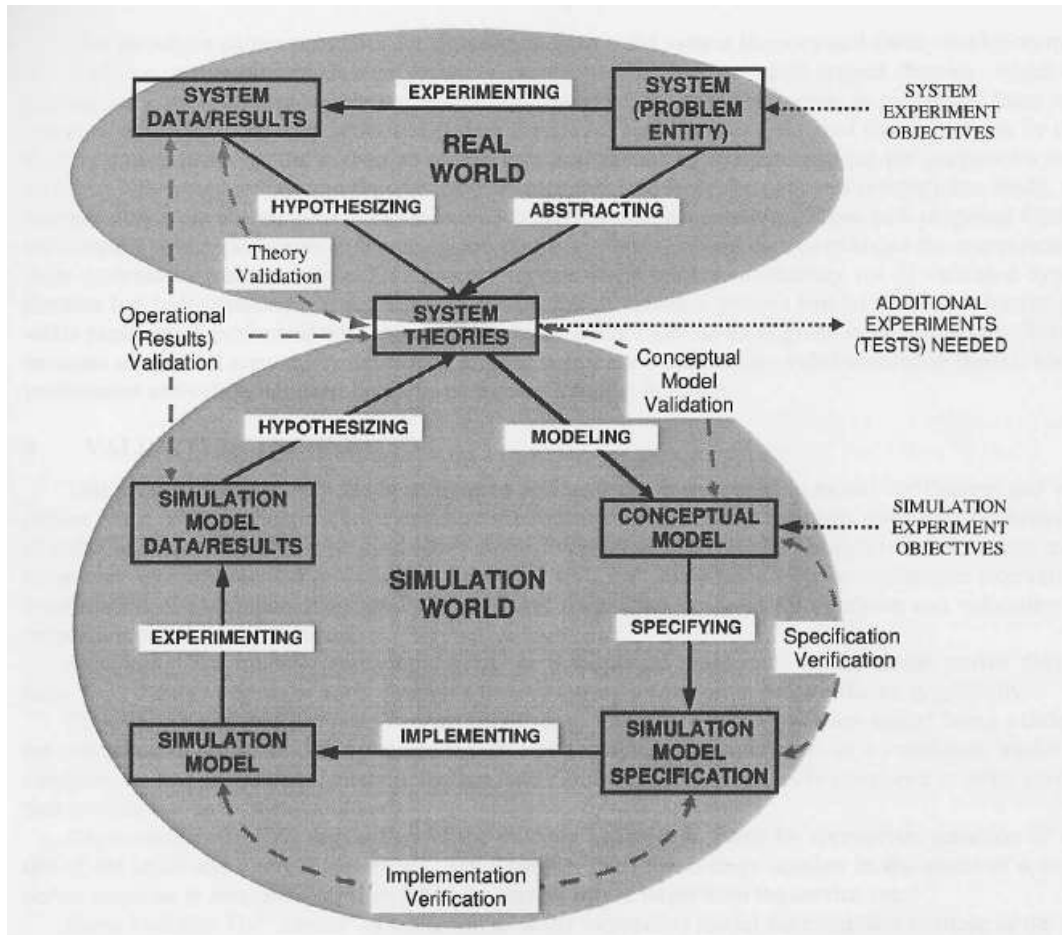 SYSTEM
DATA/RESULTS
EXPERIMENTING
SYSTEM
(PROBLEM
ENTITY)
SYSTEM
EXPERIMENT
OBJECTIVES
REAL
WORLD
HYPOTHESIZING
ABSTRACTING
Theory
Validation
SYSTEM
THEORIES
Operational
(Results)
Validation
ADDITIONAL
EXPERIMENTS
(TESTS) NEEDED
Conceptual
Model
Validation
HYPOTHESIZING
MODELING
SIMULATION
MODEL
DATA/RESULTS
CONCEPTUAL
MODEL
SIMULATION
EXPERIMENT
OBJECTIVES
SIMULATION
WORLD
EXPERIMENTING
SPECIFYING
Specification
Verification
SIMULATION
MODEL
IMPLEMENTING
SIMULATION
MODEL
SPECIFICATION
Implementation
Verification